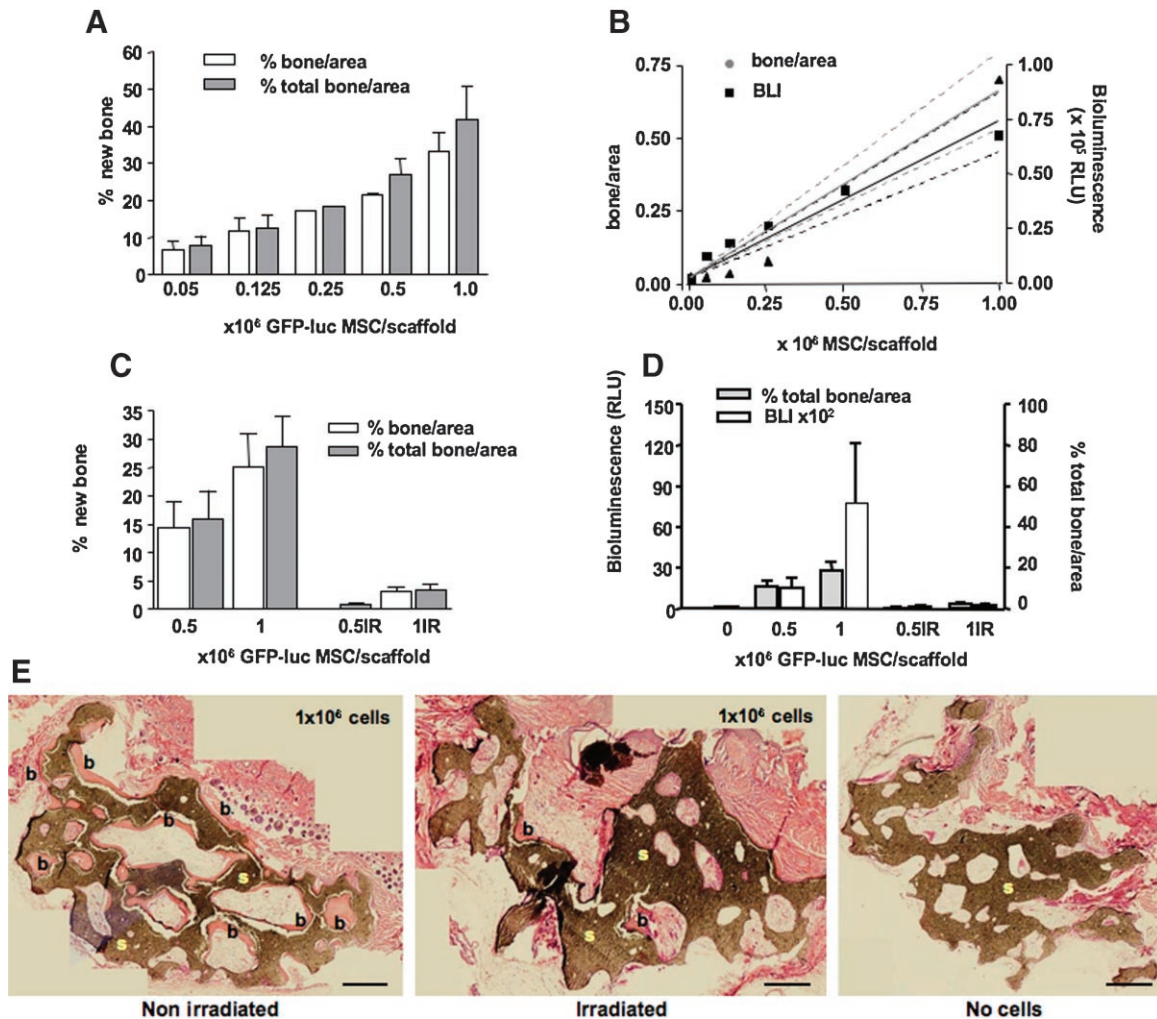 A
60
50
40
30
20
10
0
% new bone
% bone/area
% total bone/area
0.05 0.125 0.25 0.5 1.0
x10⁶ GFP-luc MSC/scaffold
B
0.75
0.50
0.25
0.00
bone/area
bone/area
BLI
1.00
0.75
0.50
0.25
0.00
Bioluminescence
(x 10⁵ RLU)
0.00 0.25 0.50 0.75 1.00
x 10⁶ MSC/scaffold
C
35
30
25
20
15
10
5
0
% new bone
% bone/area
% total bone/area
0.5 1 0.5IR 1IR
x10⁶ GFP-luc MSC/scaffold
D
150
120
90
60
30
0
Bioluminescence (RLU)
% total bone/area
BLI x10²
100
80
60
40
20
0
% total bone/area
0 0.5 1 0.5IR 1IR
x10⁶ GFP-luc MSC/scaffold
E
1x10⁶ cells
b
b
b
b
b
s
b
b
b
s
Non irradiated
1x10⁶ cells
b
s
b
s
Irradiated
s
No cells